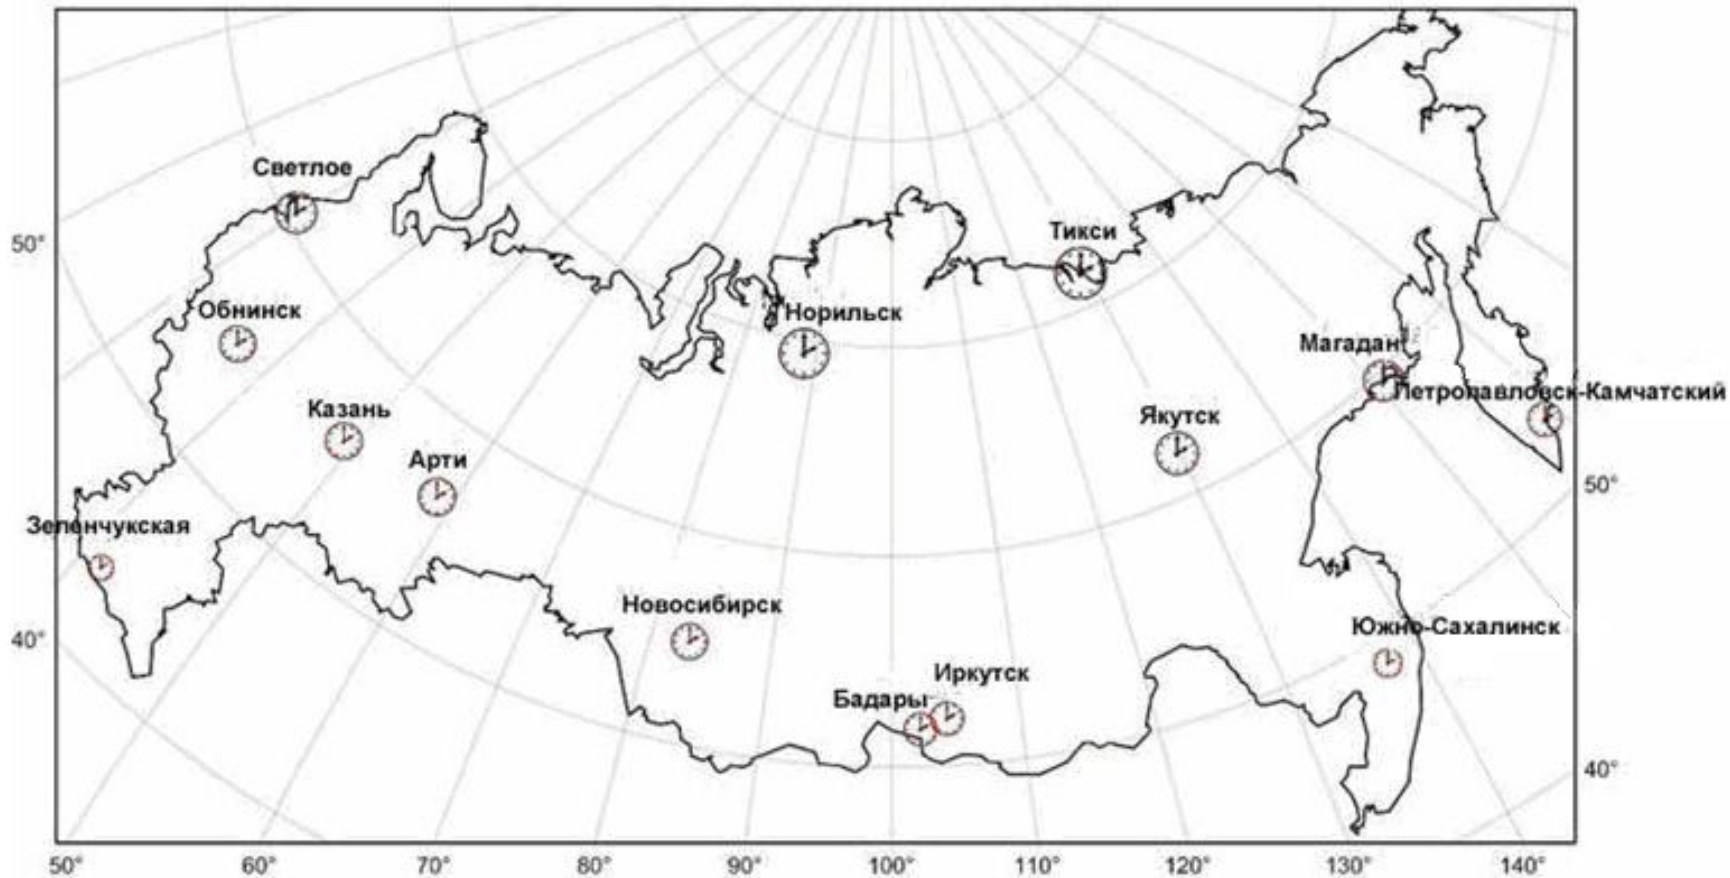 Светлое
Тикси
50°
Обнинск
Норильск
Магадан
Петропавловск-Камчатский
Казань
Якутск
Арти
50°
Зеленчукская
Новосибирск
Южно-Сахалинск
40°
Иркутск
Бадары
40°
50°
60°
70°
80°
90°
100°
110°
120°
130°
140°